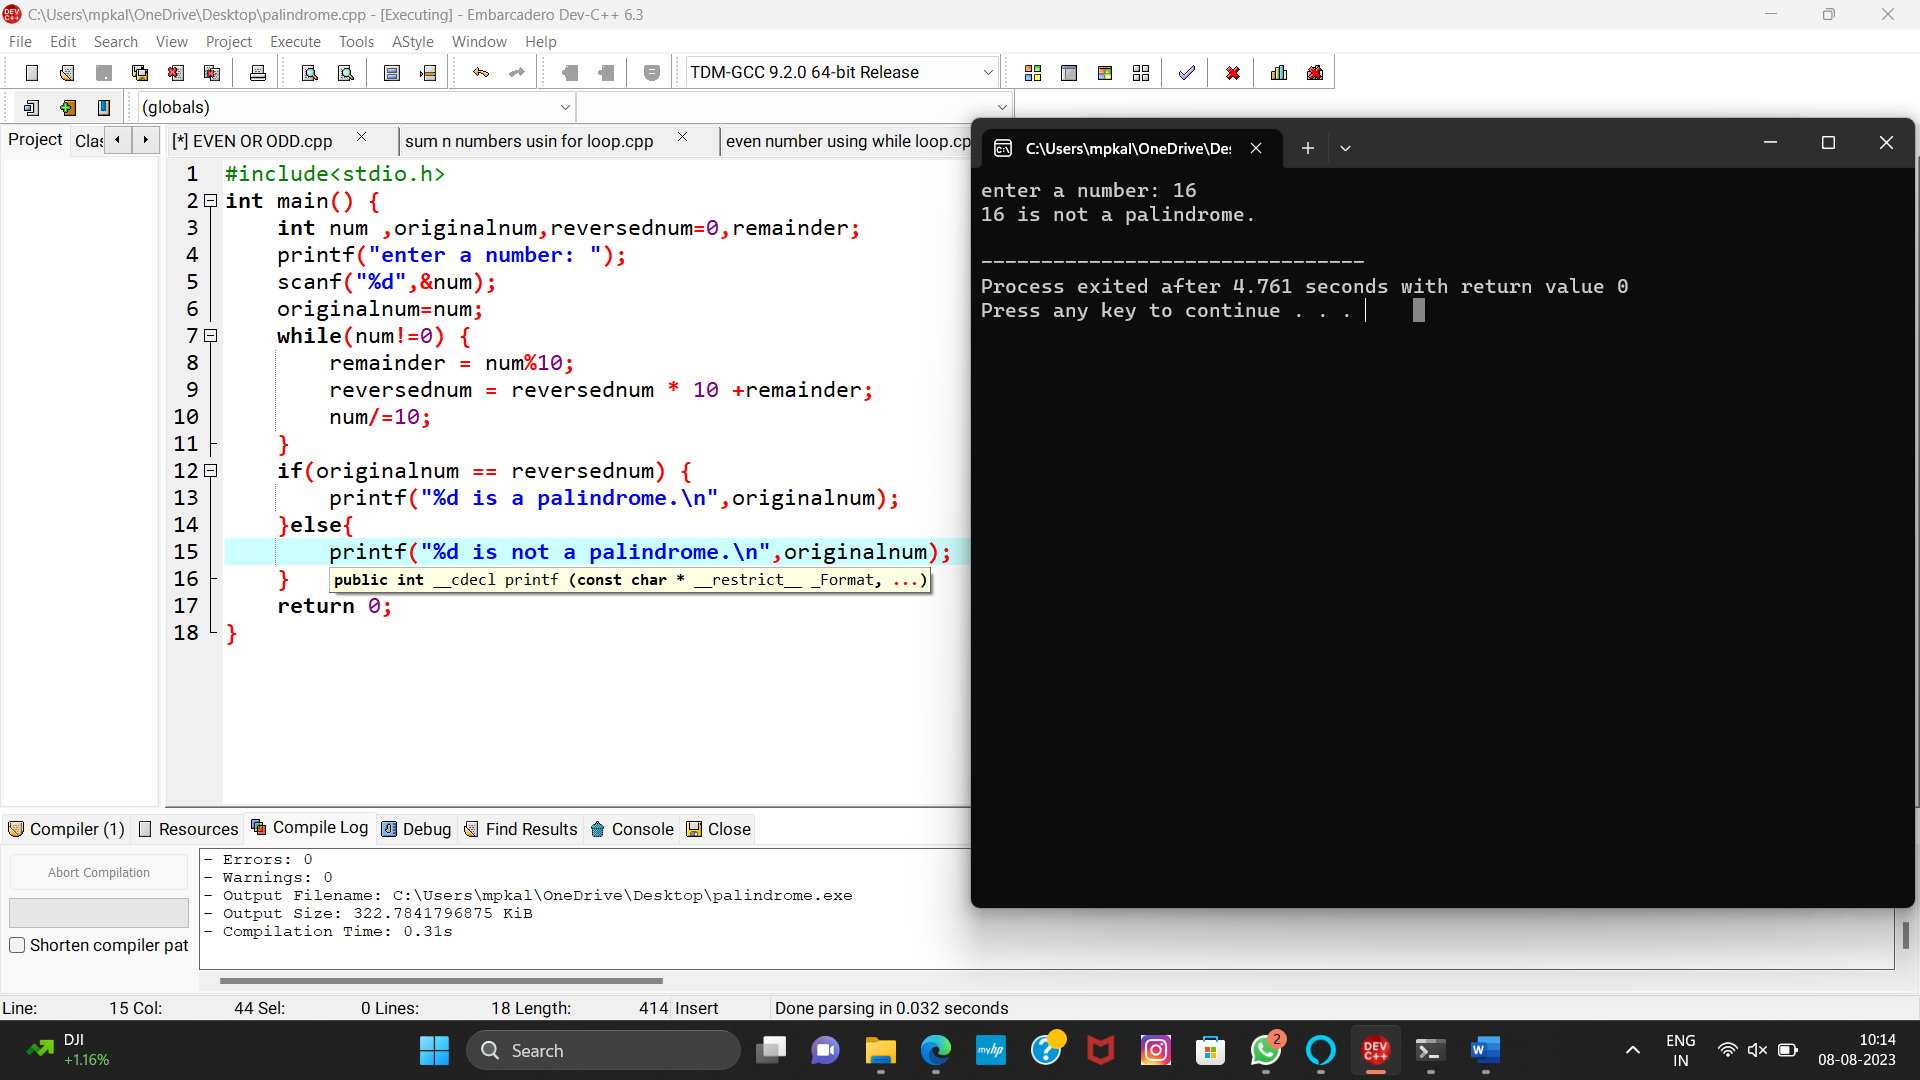 C:\Users\mpkal\OneDrive\Desktop\palindrome.cpp - [Executing] - Embarcadero Dev-C++ 6.3
File Edit Search View Project Execute Tools AStyle Window Help
TDM-GCC 9.2.0 64-bit Release
(globals)
Project Clas
[*] EVEN OR ODD.cpp
sum n numbers usin for loop.cpp
even number using while loop.cp
1 #include<stdio.h>
2 int main() {
3 int num ,originalnum,reversednum=0,remainder;
4 printf("enter a number: ");
5 scanf("%d",&num);
6 originalnum=num;
7 while(num!=0) {
8 remainder = num%10;
9 reversednum = reversednum * 10 +remainder;
10 num/=10;
11 }
12 if(originalnum == reversednum) {
13 printf("%d is a palindrome.\n",originalnum);
14 }else{
15 printf("%d is not a palindrome.\n",originalnum);
16 }
public int __cdecl printf (const char * __restrict__ _Format, ...)
17 return 0;
18 }
C:\Users\mpkal\OneDrive\De:
enter a number: 16
16 is not a palindrome.
--------------------------------
Process exited after 4.761 seconds with return value 0
Press any key to continue . . .
Compiler (1) Resources Compile Log Debug Find Results Console Close
Abort Compilation
Shorten compiler pat
- Errors: 0
- Warnings: 0
- Output Filename: C:\Users\mpkal\OneDrive\Desktop\palindrome.exe
- Output Size: 322.7841796875 KiB
- Compilation Time: 0.31s
Line: 15 Col: 44 Sel: 0 Lines: 18 Length: 414 Insert Done parsing in 0.032 seconds
DJI
+1.16%
Search
myhp
2
DEV C++
ENG
IN
10:14
08-08-2023